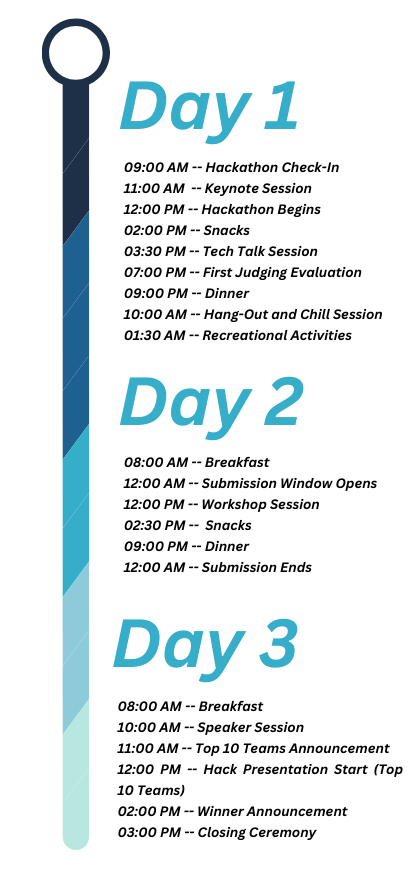 Day 1
09:00 AM -- Hackathon Check-In
11:00 AM -- Keynote Session
12:00 PM -- Hackathon Begins
02:00 PM -- Snacks
03:30 PM -- Tech Talk Session
07:00 PM -- First Judging Evaluation
09:00 PM -- Dinner
10:00 AM -- Hang-Out and Chill Session
01:30 AM -- Recreational Activities
Day 2
08:00 AM -- Breakfast
12:00 AM -- Submission Window Opens
12:00 PM -- Workshop Session
02:30 PM -- Snacks
09:00 PM -- Dinner
12:00 AM -- Submission Ends
Day 3
08:00 AM -- Breakfast
10:00 AM -- Speaker Session
11:00 AM -- Top 10 Teams Announcement
12:00 PM -- Hack Presentation Start (Top
10 Teams)
02:00 PM -- Winner Announcement
03:00 PM -- Closing Ceremony